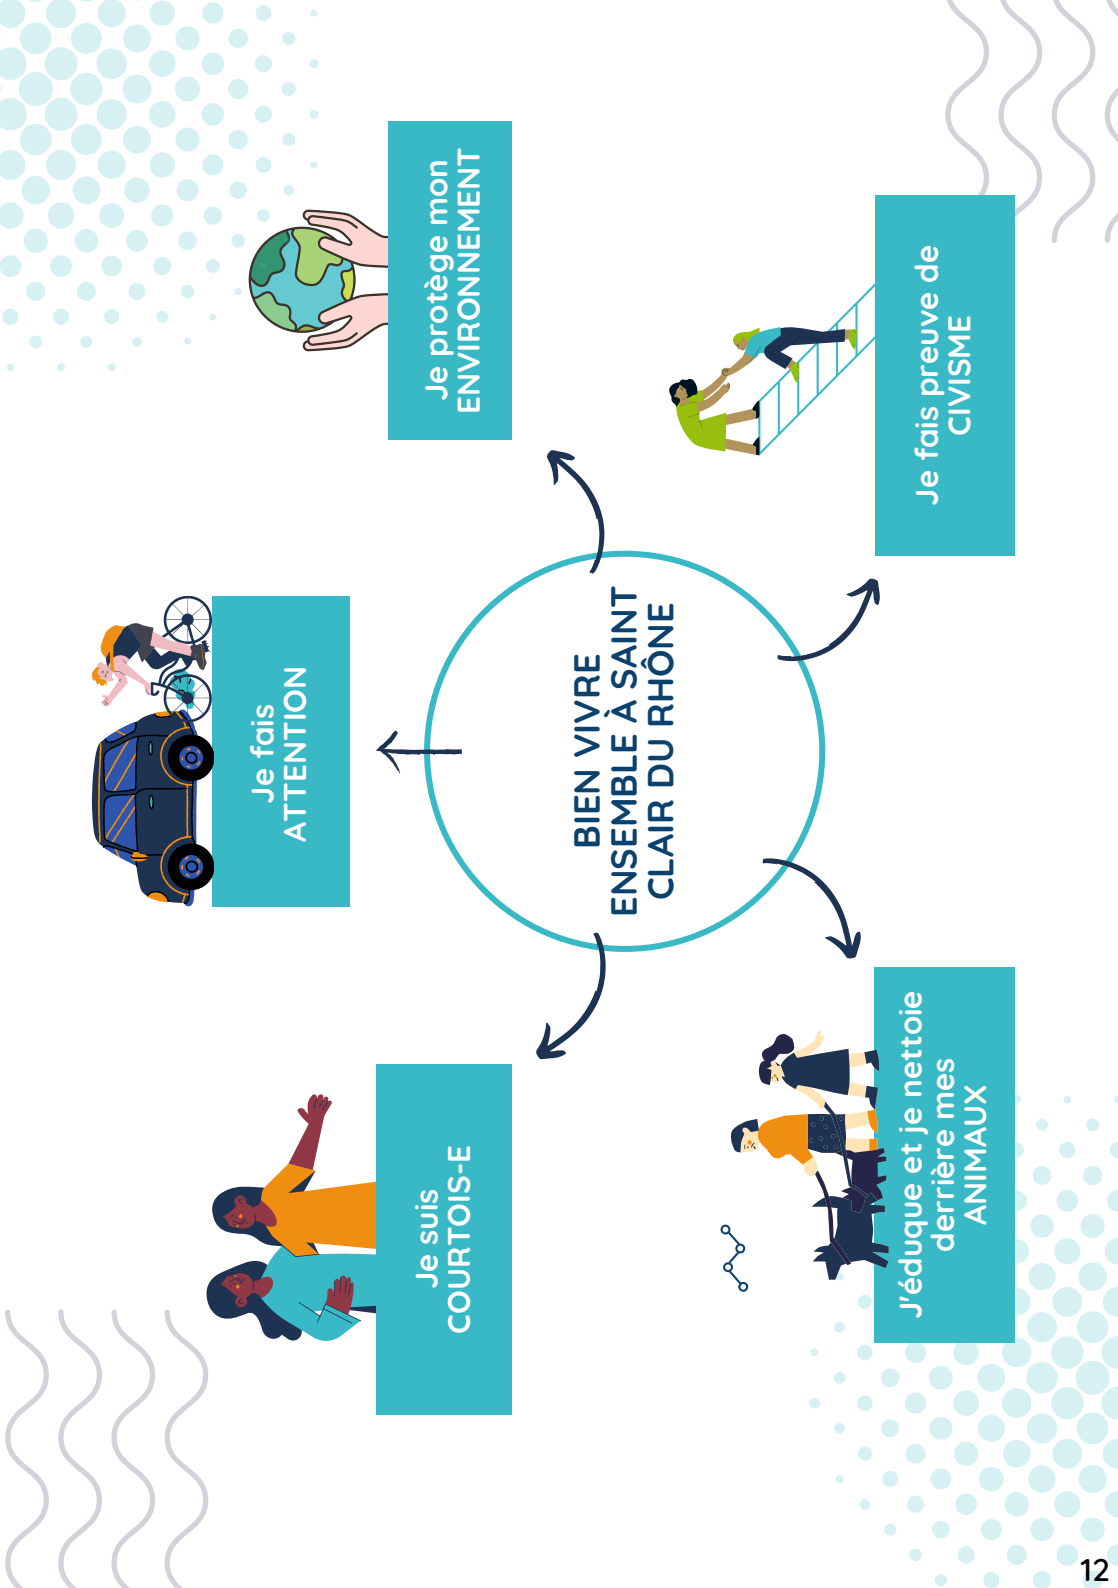 BIEN VIVRE
ENSEMBLE À SAINT
CLAIR DU RHÔNE
Je suis
COURTOIS-E
Je fais
ATTENTION
Je protège mon
ENVIRONNEMENT
J'éduque et je nettoie
derrière mes
ANIMAUX
Je fais preuve de
CIVISME
12